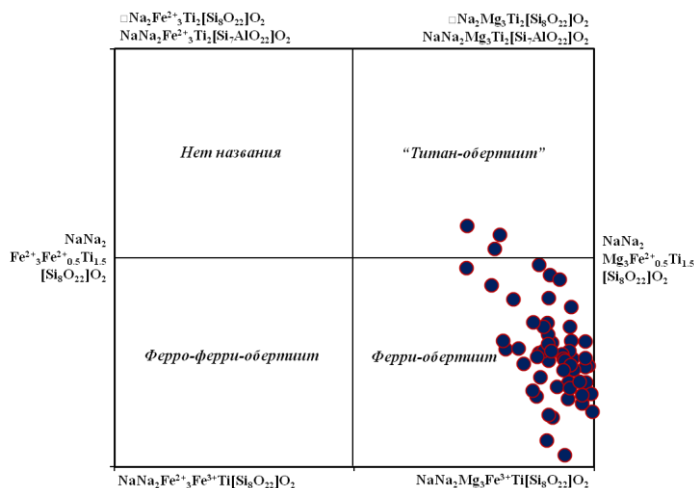 □Na₂Fe²⁺₃Ti₂[Si₈O₂₂]O₂
NaNa₂Fe²⁺₃Ti₂[Si₇AlO₂₂]O₂
□Na₂Mg₃Ti₂[Si₈O₂₂]O₂
NaNa₂Mg₃Ti₂[Si₇AlO₂₂]O₂
Нет названия
“Титан-обертиит”
NaNa₂
Fe²⁺₃Fe²⁺₀.₅Ti₁.₅
[Si₈O₂₂]O₂
NaNa₂
Mg₃Fe²⁺₀.₅Ti₁.₅
[Si₈O₂₂]O₂
Ферро-ферри-обертиит
Ферри-обертиит
NaNa₂Fe²⁺₃Fe³⁺Ti[Si₈O₂₂]O₂
NaNa₂Mg₃Fe³⁺Ti[Si₈O₂₂]O₂